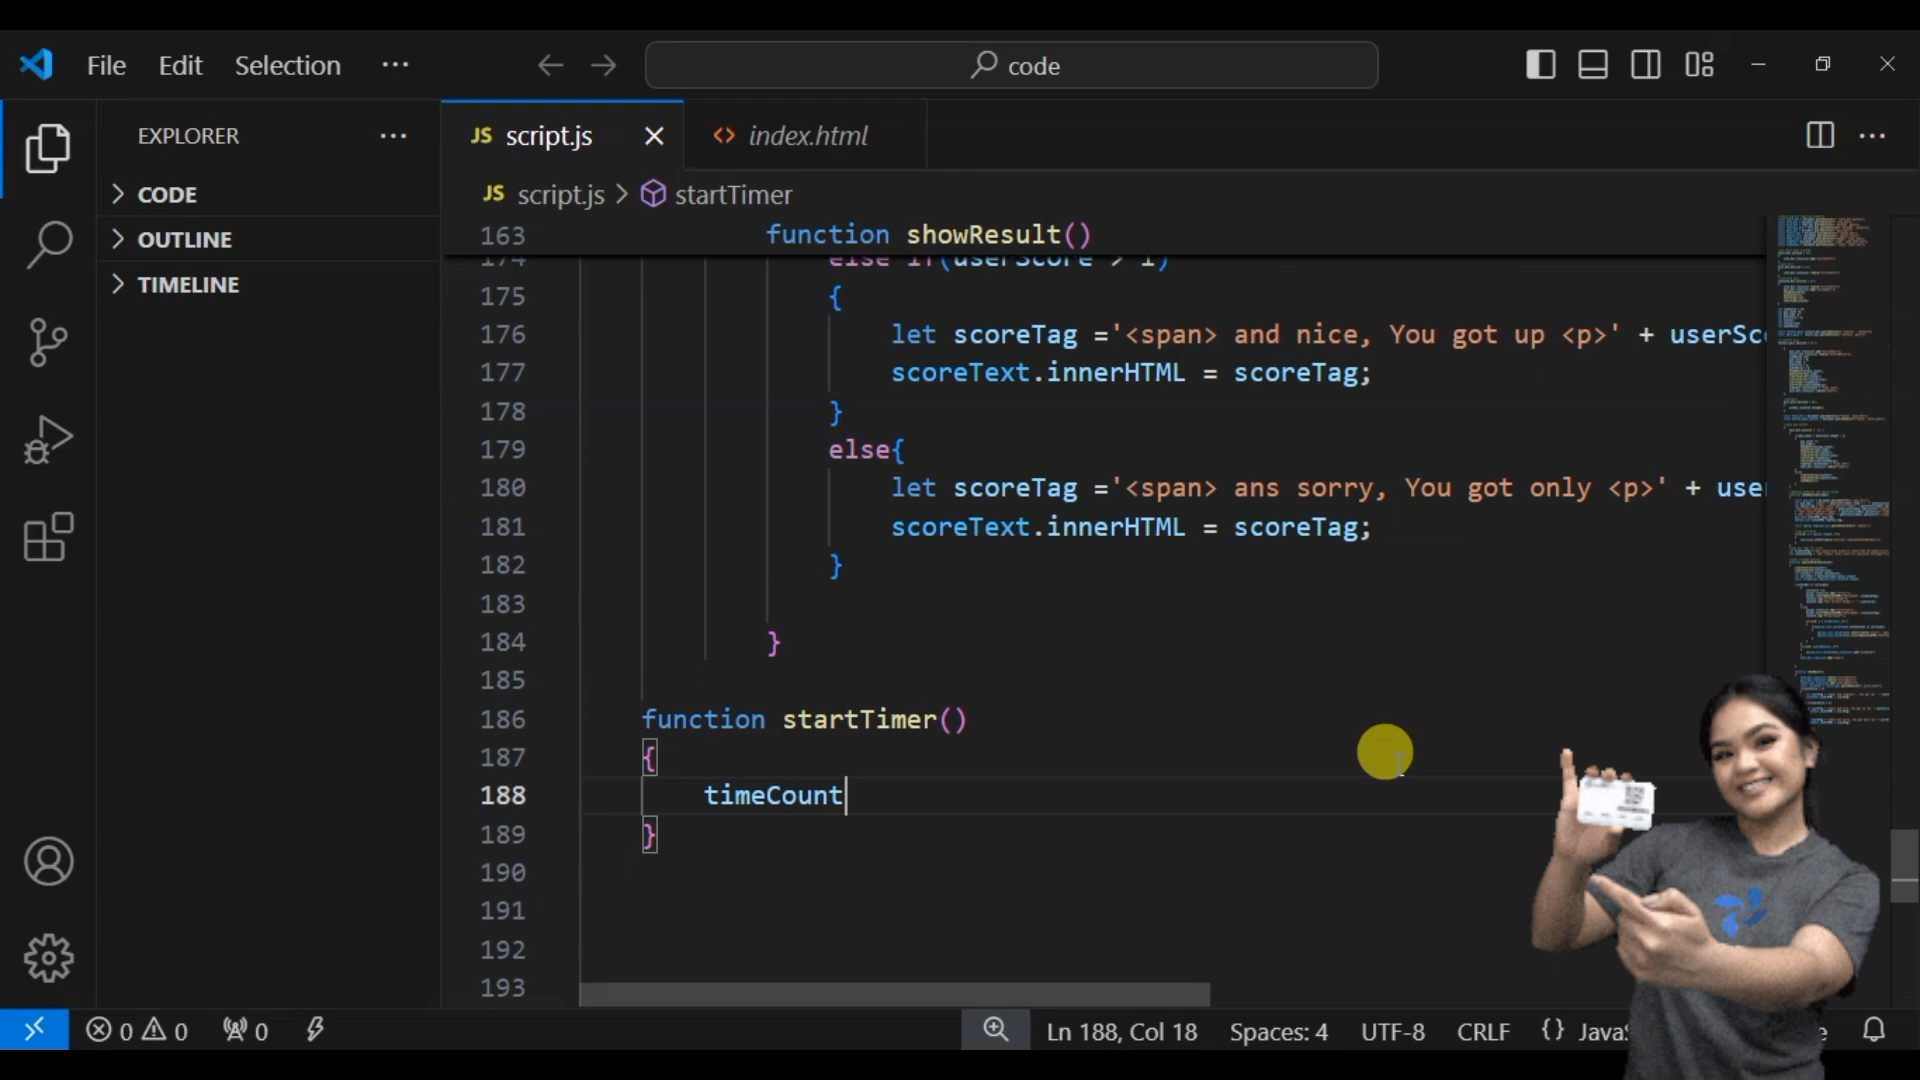 File Edit Selection ··· code
EXPLORER ···
JS script.js <> index.html ···
CODE
OUTLINE
TIMELINE
JS script.js > startTimer
163 function showResult()
174 else if(userScore > 1)
175 {
176 let scoreTag ='<span> and nice, You got up <p>' + userSc
177 scoreText.innerHTML = scoreTag;
178 }
179 else{
180 let scoreTag ='<span> ans sorry, You got only <p>' + use
181 scoreText.innerHTML = scoreTag;
182 }
183
184 }
185
186 function startTimer()
187 {
188 timeCount
189 }
190
191
192
193
0 0 0 Ln 188, Col 18 Spaces: 4 UTF-8 CRLF {} Java